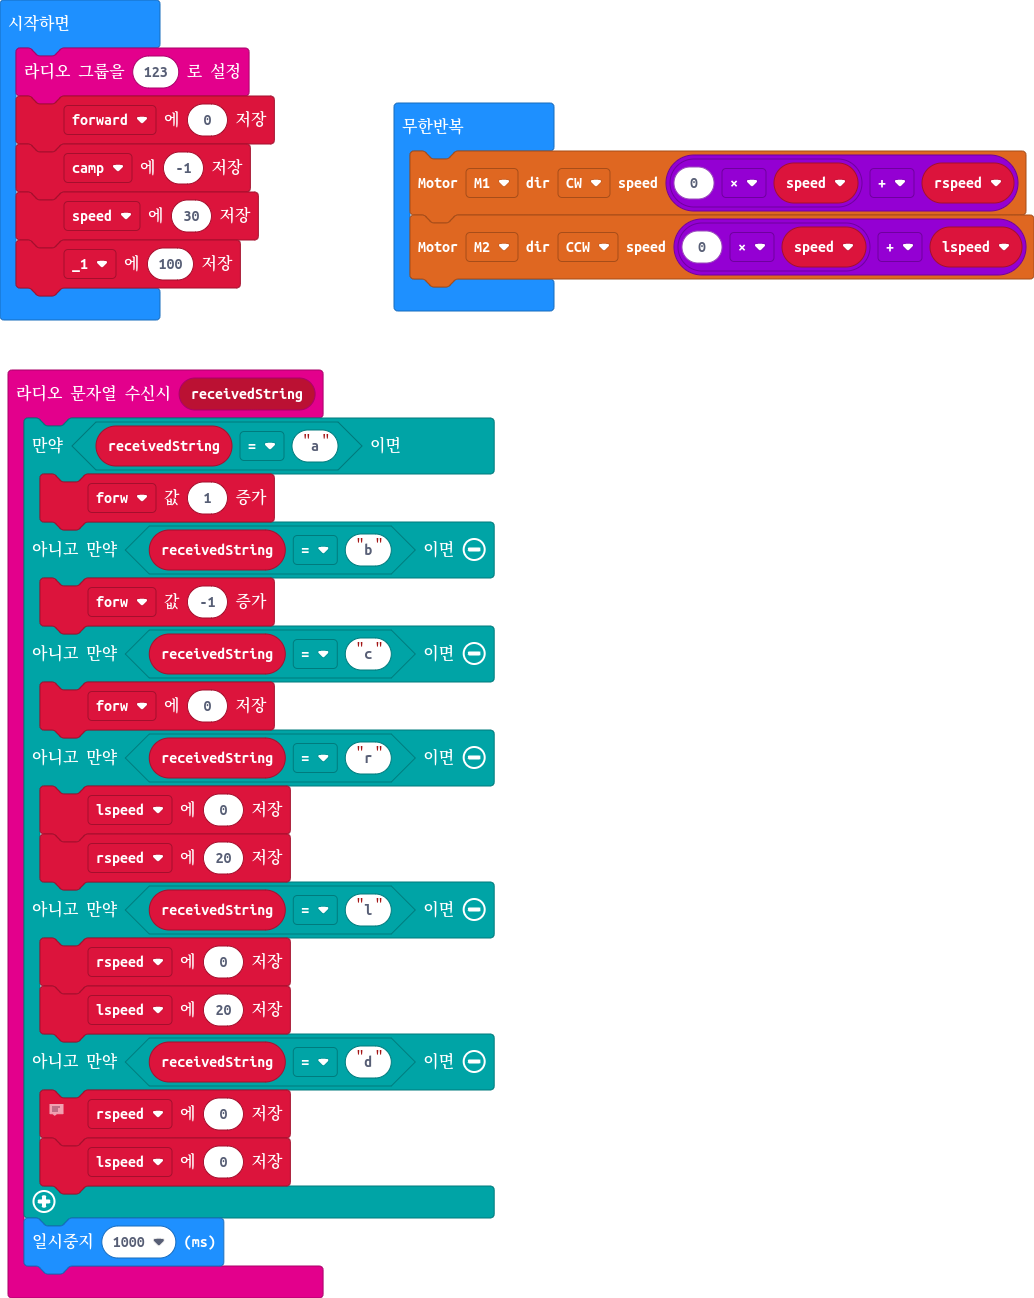 시작하면
라디오 그룹을 123 로 설정
forward 에 0 저장
camp 에 -1 저장
speed 에 30 저장
_1 에 100 저장
무한반복
Motor M1 dir CW speed 0 × speed + rspeed
Motor M2 dir CCW speed 0 × speed + lspeed
라디오 문자열 수신시 receivedString
만약 receivedString = "a" 이면
forw 값 1 증가
아니고 만약 receivedString = "b" 이면
forw 값 -1 증가
아니고 만약 receivedString = "c" 이면
forw 에 0 저장
아니고 만약 receivedString = "r" 이면
lspeed 에 0 저장
rspeed 에 20 저장
아니고 만약 receivedString = "l" 이면
rspeed 에 0 저장
lspeed 에 20 저장
아니고 만약 receivedString = "d" 이면
rspeed 에 0 저장
lspeed 에 0 저장
일시중지 1000 (ms)